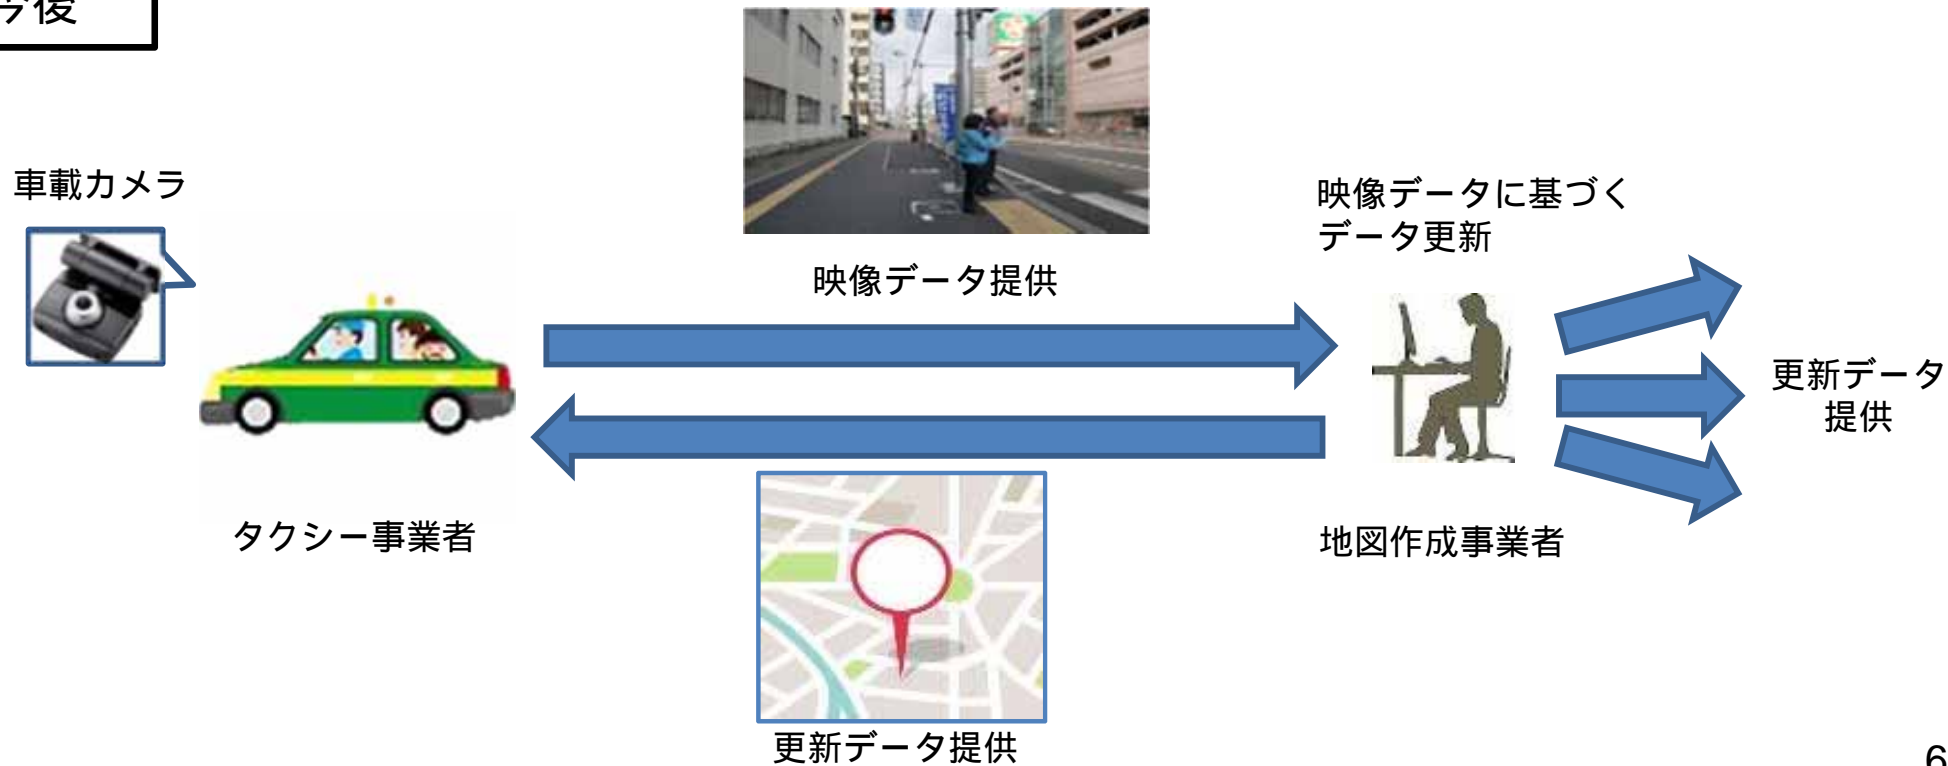 今後
車載カメラ
映像データ提供
映像データに基づく
データ更新
更新データ
提供
タクシー事業者
地図作成事業者
更新データ提供
6